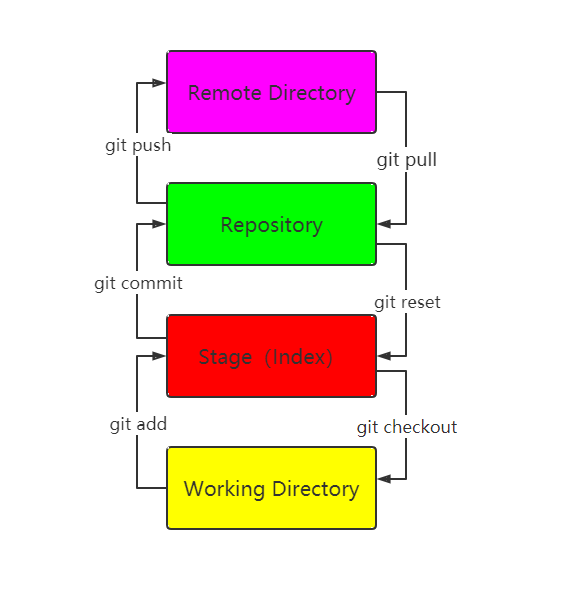 Remote Directory
git push
git pull
Repository
git commit
git reset
Stage（Index）
git add
git checkout
Working Directory